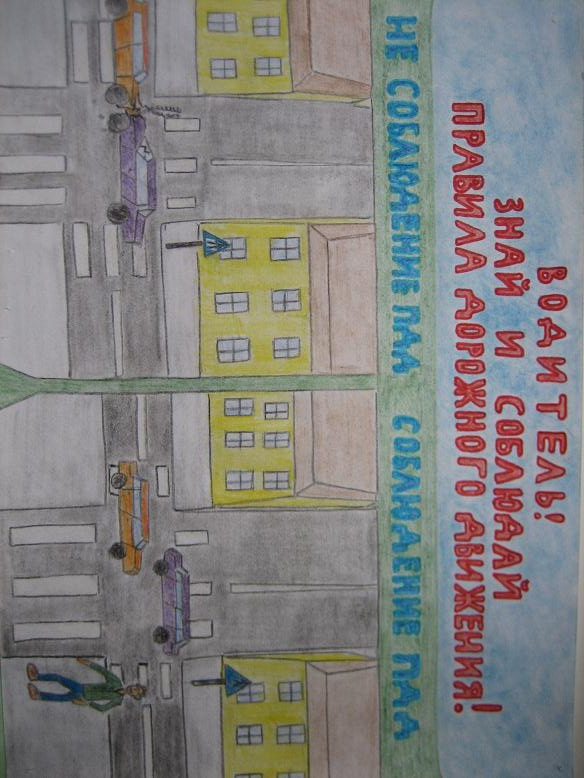 ВОДИТЕЛЬ!
ЗНАЙ И СОБЛЮДАЙ
ПРАВИЛА ДОРОЖНОГО ДВИЖЕНИЯ!
НЕ СОБЛЮДЕНИЕ ПДД СОБЛЮДЕНИЕ ПДД